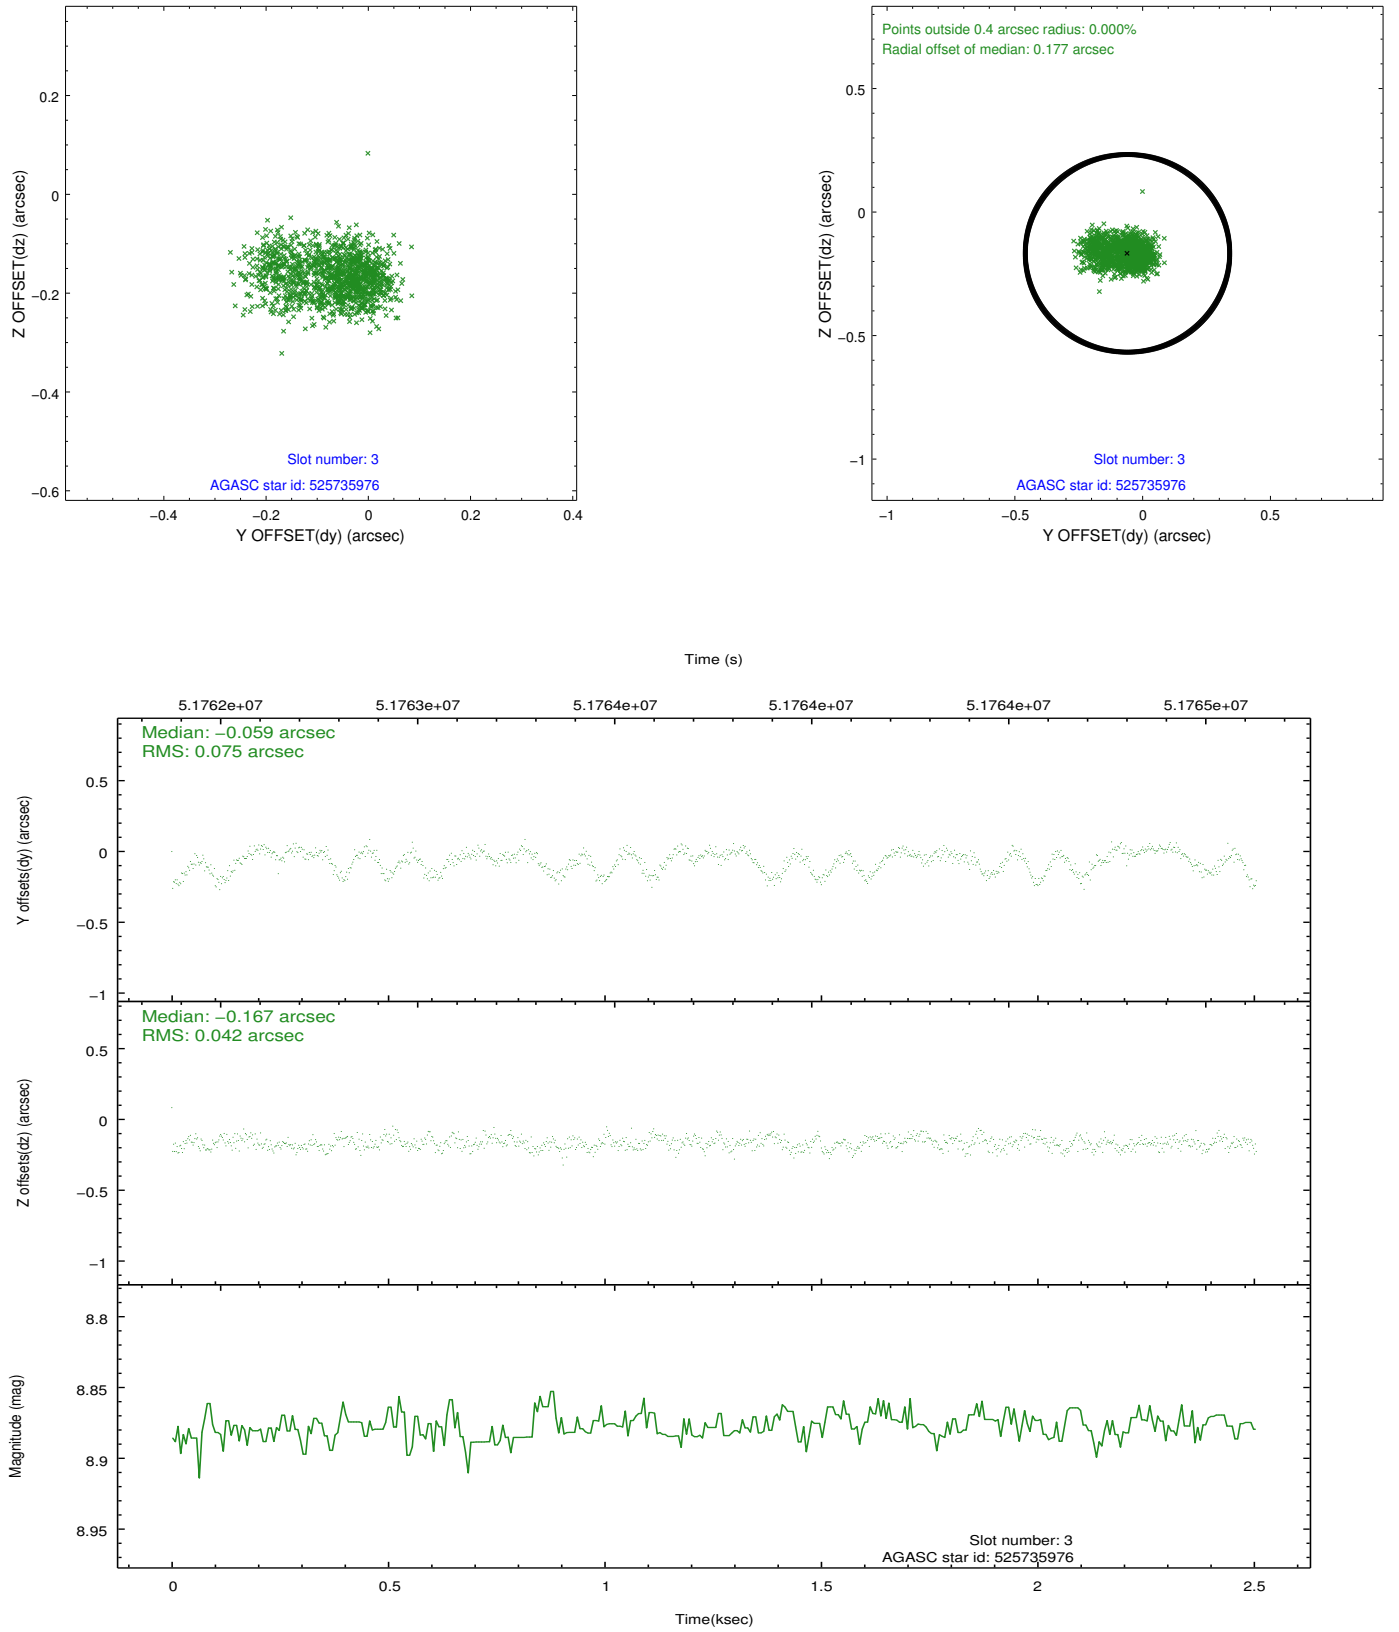 0.2
0
−0.2
−0.4
−0.6
Z OFFSET(dz) (arcsec)
Slot number: 3
AGASC star id: 525735976
−0.4
−0.2
0
0.2
0.4
Y OFFSET(dy) (arcsec)
Points outside 0.4 arcsec radius: 0.000%
Radial offset of median: 0.177 arcsec
0.5
0
−0.5
−1
Z OFFSET(dz) (arcsec)
Slot number: 3
AGASC star id: 525735976
−1
−0.5
0
0.5
Y OFFSET(dy) (arcsec)
Time (s)
5.1762e+07
5.1763e+07
5.1764e+07
5.1764e+07
5.1764e+07
5.1765e+07
Median: −0.059 arcsec
RMS: 0.075 arcsec
0.5
0
−0.5
−1
Y offsets(dy) (arcsec)
Median: −0.167 arcsec
RMS: 0.042 arcsec
0.5
0
−0.5
−1
Z offsets(dz) (arcsec)
8.8
8.85
8.9
8.95
Magnitude (mag)
Slot number: 3
AGASC star id: 525735976
0
0.5
1
1.5
2
2.5
Time(ksec)